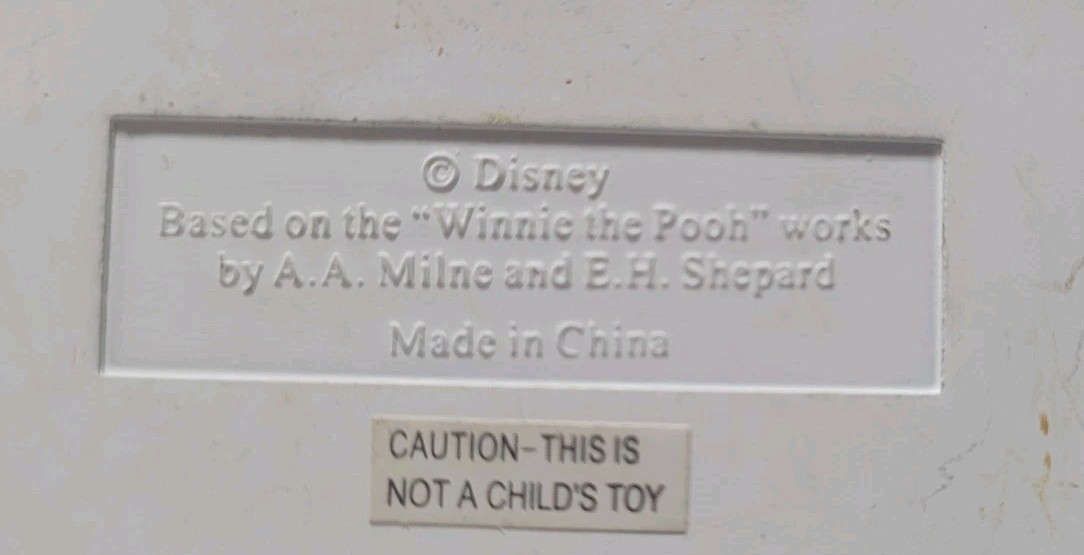 © Disney
Based on the "Winnie the Pooh" works
by A.A. Milne and E.H. Shepard
Made in China
CAUTION-THIS IS
NOT A CHILD'S TOY